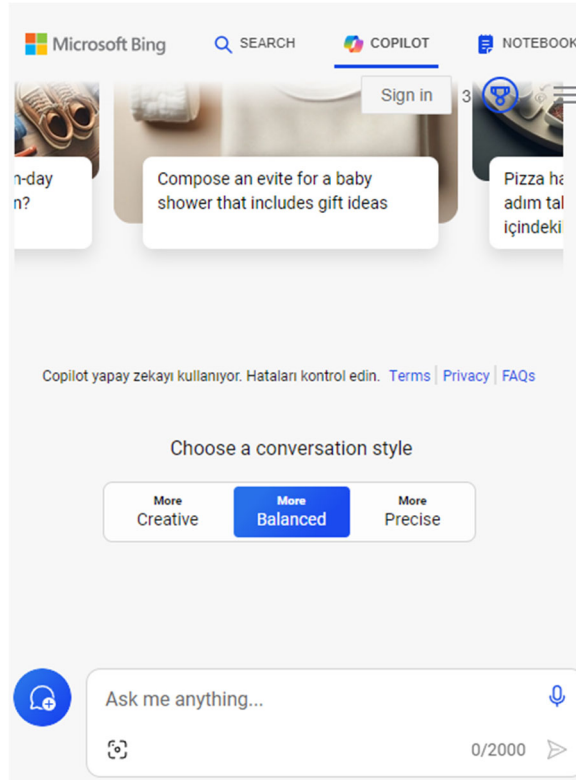 Microsoft Bing SEARCH COPILOT NOTEBOOK
Sign in 3
n-day
n?
Compose an evite for a baby
shower that includes gift ideas
Pizza ha
adım tal
içindeki
Copilot yapay zekayı kullanıyor. Hataları kontrol edin. Terms Privacy FAQs
Choose a conversation style
More
Creative
More
Balanced
More
Precise
Ask me anything...
0/2000